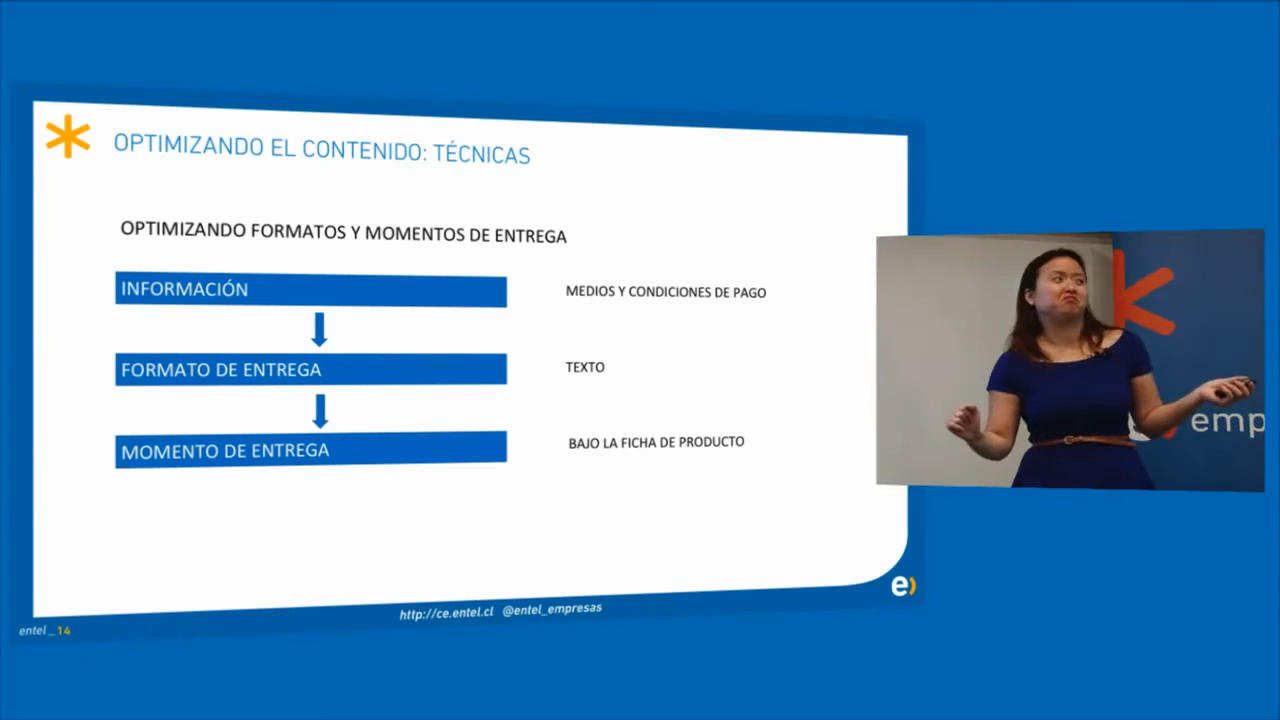 OPTIMIZANDO EL CONTENIDO: TÉCNICAS
OPTIMIZANDO FORMATOS Y MOMENTOS DE ENTREGA
INFORMACIÓN
MEDIOS Y CONDICIONES DE PAGO
FORMATO DE ENTREGA
TEXTO
MOMENTO DE ENTREGA
BAJO LA FICHA DE PRODUCTO
emp
e)
http://ce.entel.cl @entel_empresas
entel_14